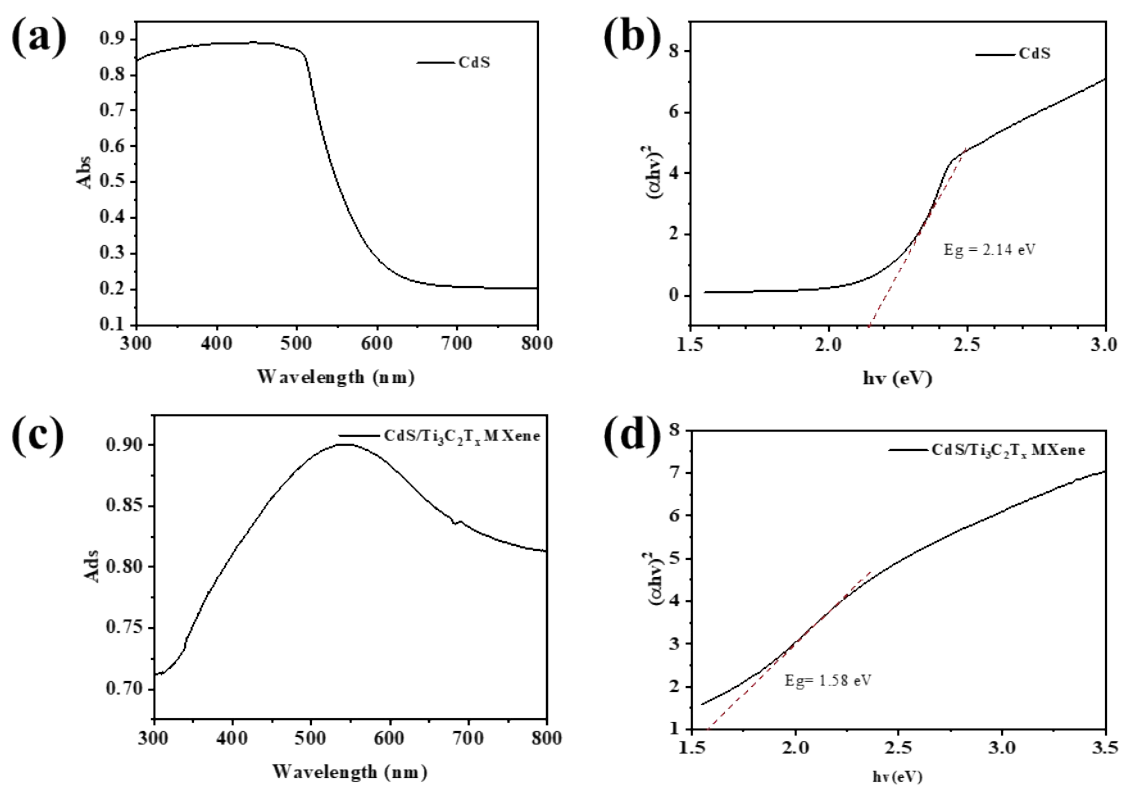 (a)
CdS
0.9
0.8
0.7
0.6
0.5
0.4
0.3
0.2
0.1
Abs
300 400 500 600 700 800
Wavelength (nm)
(b)
CdS
8
6
4
2
0
(αhv)²
Eg = 2.14 eV
1.5 2.0 2.5 3.0
hv (eV)
(c)
CdS/Ti₃C₂Tₓ MXene
0.90
0.85
0.80
0.75
0.70
Ads
300 400 500 600 700 800
Wavelength (nm)
(d)
CdS/Ti₃C₂Tₓ MXene
8
7
6
5
4
3
2
1
(αhv)²
Eg= 1.58 eV
1.5 2.0 2.5 3.0 3.5
hv (eV)